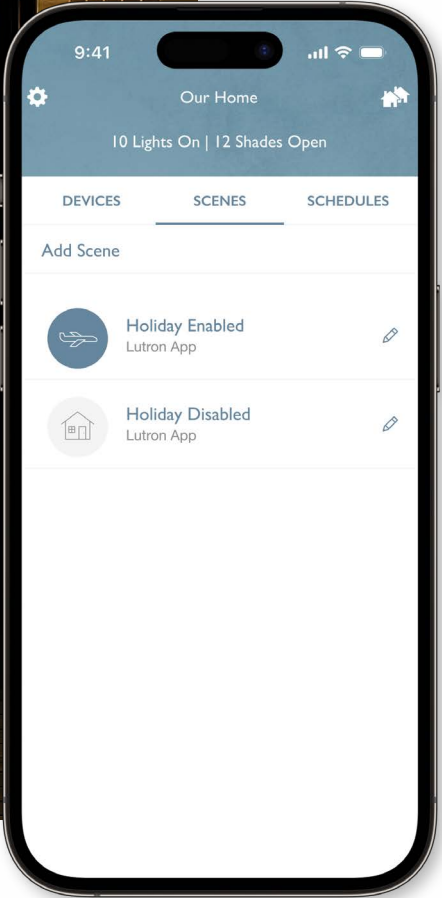 9:41
Our Home
10 Lights On | 12 Shades Open
DEVICES
SCENES
SCHEDULES
Add Scene
Holiday Enabled
Lutron App
Holiday Disabled
Lutron App